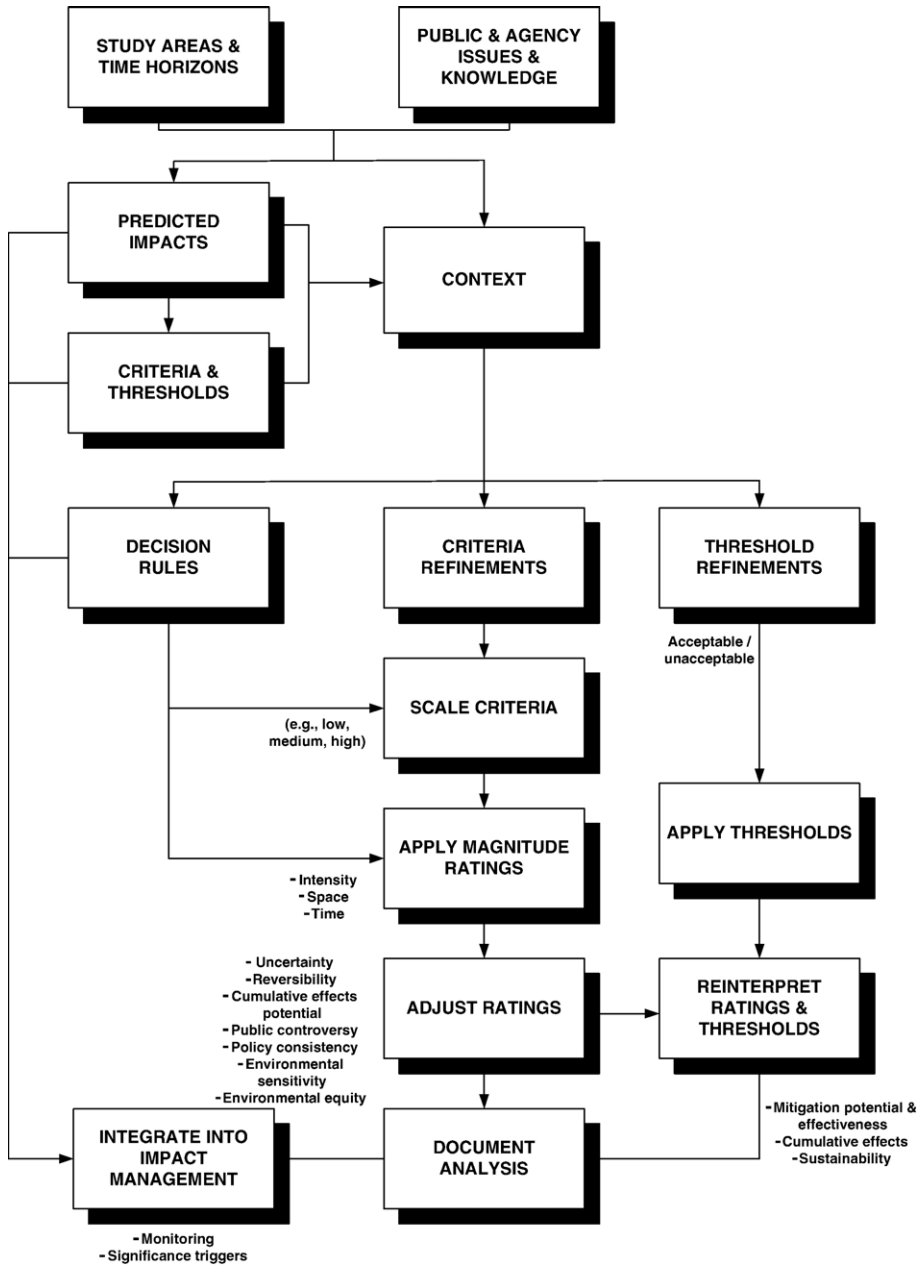 STUDY AREAS &
TIME HORIZONS
PUBLIC & AGENCY
ISSUES &
KNOWLEDGE
PREDICTED
IMPACTS
CONTEXT
CRITERIA &
THRESHOLDS
DECISION
RULES
CRITERIA
REFINEMENTS
THRESHOLD
REFINEMENTS
Acceptable /
unacceptable
SCALE CRITERIA
(e.g., low,
medium, high)
APPLY MAGNITUDE
RATINGS
APPLY THRESHOLDS
- Intensity
- Space
- Time
- Uncertainty
- Reversibility
- Cumulative effects
potential
- Public controversy
- Policy consistency
- Environmental
sensitivity
- Environmental equity
ADJUST RATINGS
REINTERPRET
RATINGS &
THRESHOLDS
- Mitigation potential &
effectiveness
- Cumulative effects
- Sustainability
INTEGRATE INTO
IMPACT
MANAGEMENT
DOCUMENT
ANALYSIS
- Monitoring
- Significance triggers